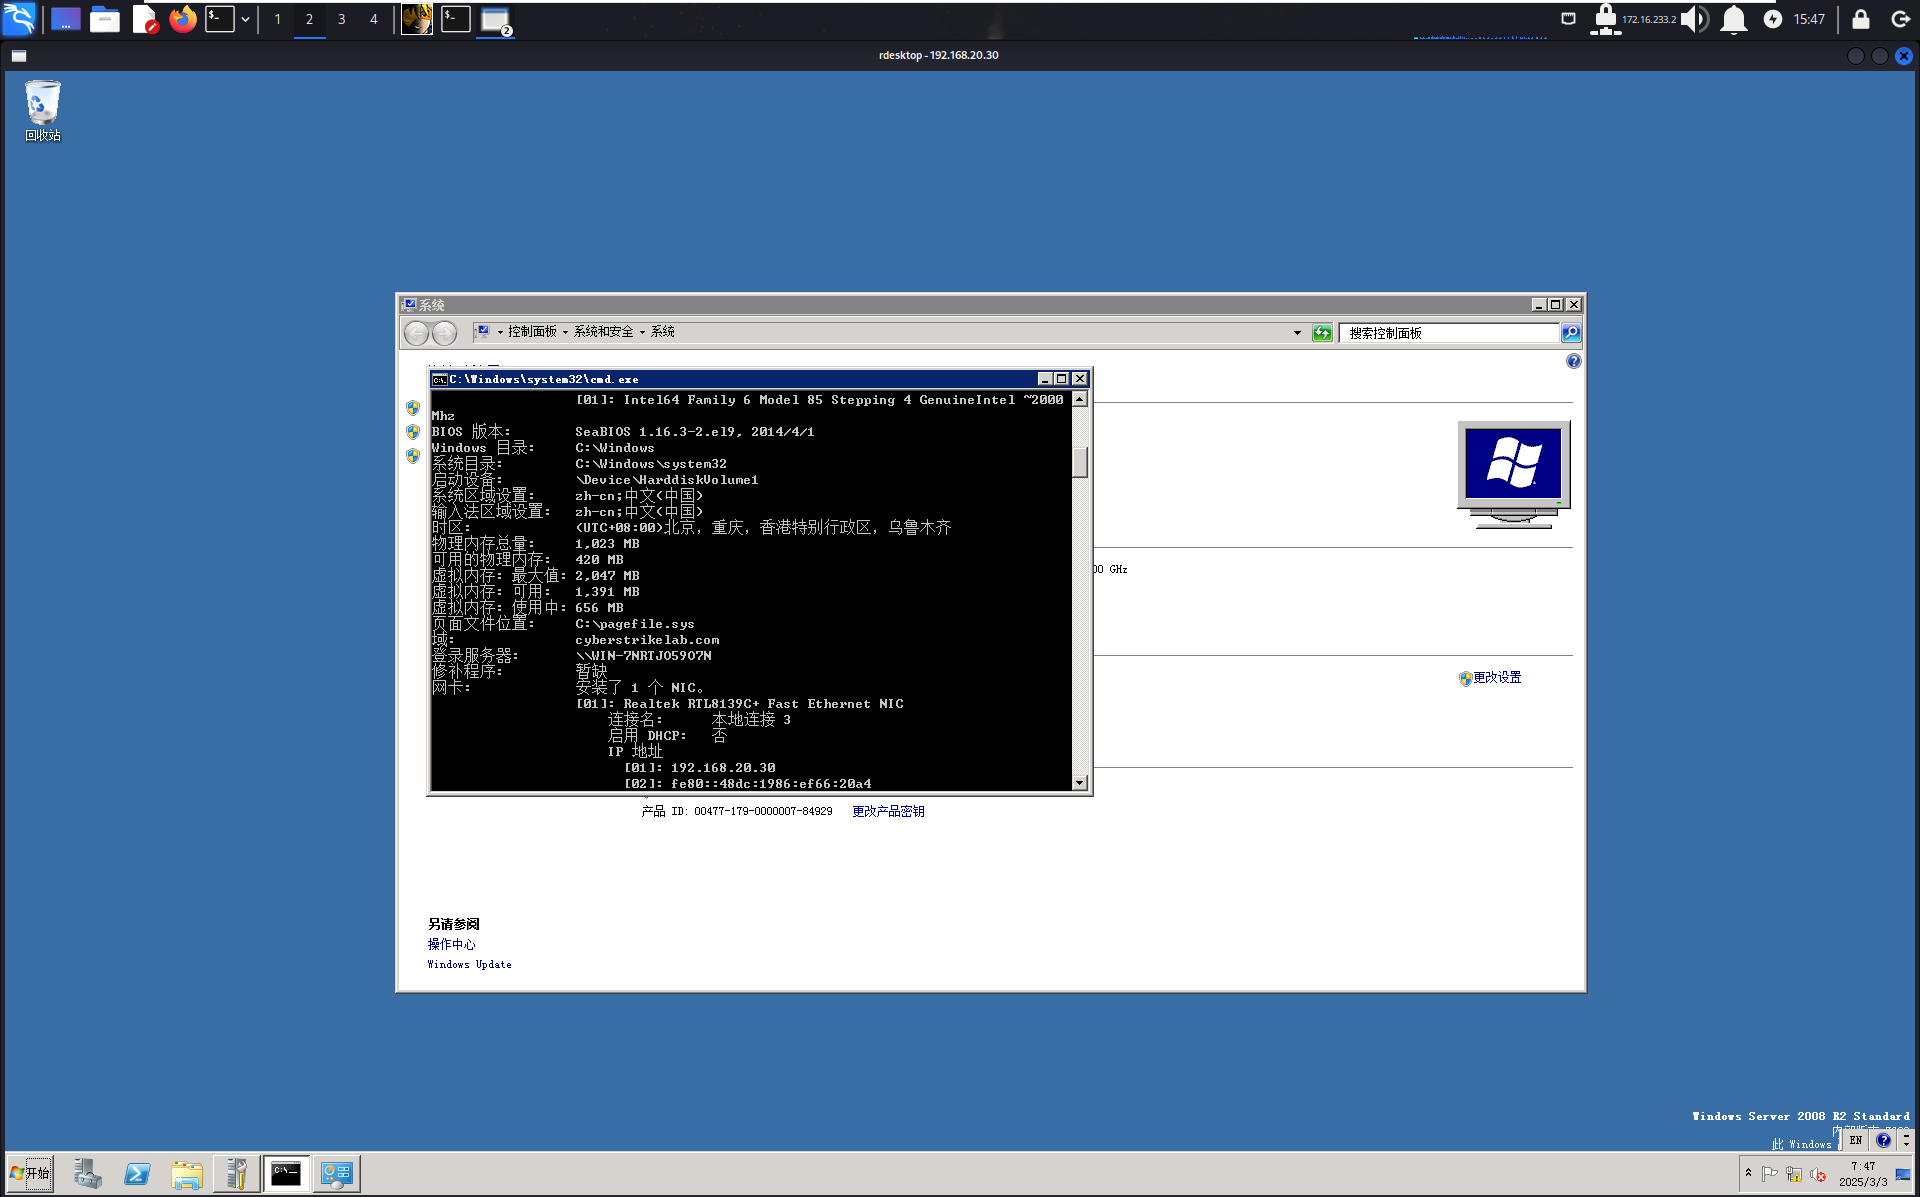 1 2 3 4
2
172.16.233.2
15:47
rdesktop - 192.168.20.30
回收站
系统
控制面板 系统和安全 系统
搜索控制面板
C:\Windows\system32\cmd.exe
[01]: Intel64 Family 6 Model 85 Stepping 4 GenuineIntel ~2000
Mhz
BIOS 版本: SeaBIOS 1.16.3-2.el9, 2014/4/1
Windows 目录: C:\Windows
系统目录: C:\Windows\system32
启动设备: \Device\HarddiskVolume1
系统区域设置: zh-cn;中文(中国)
输入法区域设置: zh-cn;中文(中国)
时区: (UTC+08:00)北京，重庆，香港特别行政区，乌鲁木齐
物理内存总量: 1,023 MB
可用的物理内存: 420 MB
虚拟内存: 最大值: 2,047 MB
虚拟内存: 可用: 1,391 MB
虚拟内存: 使用中: 656 MB
页面文件位置: C:\pagefile.sys
域: cyberstrikelab.com
登录服务器: \\WIN-7NRTJO59O7N
修补程序: 暂缺
网卡: 安装了 1 个 NIC。
[01]: Realtek RTL8139C+ Fast Ethernet NIC
连接名: 本地连接 3
启用 DHCP: 否
IP 地址
[01]: 192.168.20.30
[02]: fe80::48dc:1986:ef66:20a4
00 GHz
更改设置
产品 ID: 00477-179-0000007-84929 更改产品密钥
另请参阅
操作中心
Windows Update
Windows Server 2008 R2 Standard
此 Windows
EN
开始
7:47
2025/3/3